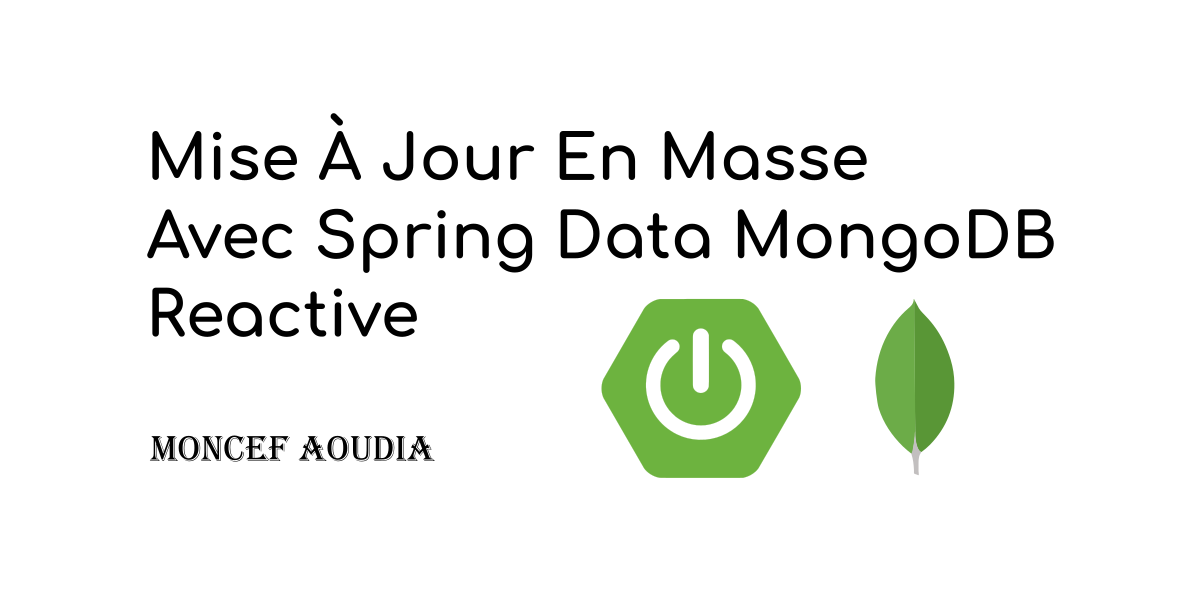 Mise À Jour En Masse
Avec Spring Data MongoDB
Reactive
MONCEF AOUDIA